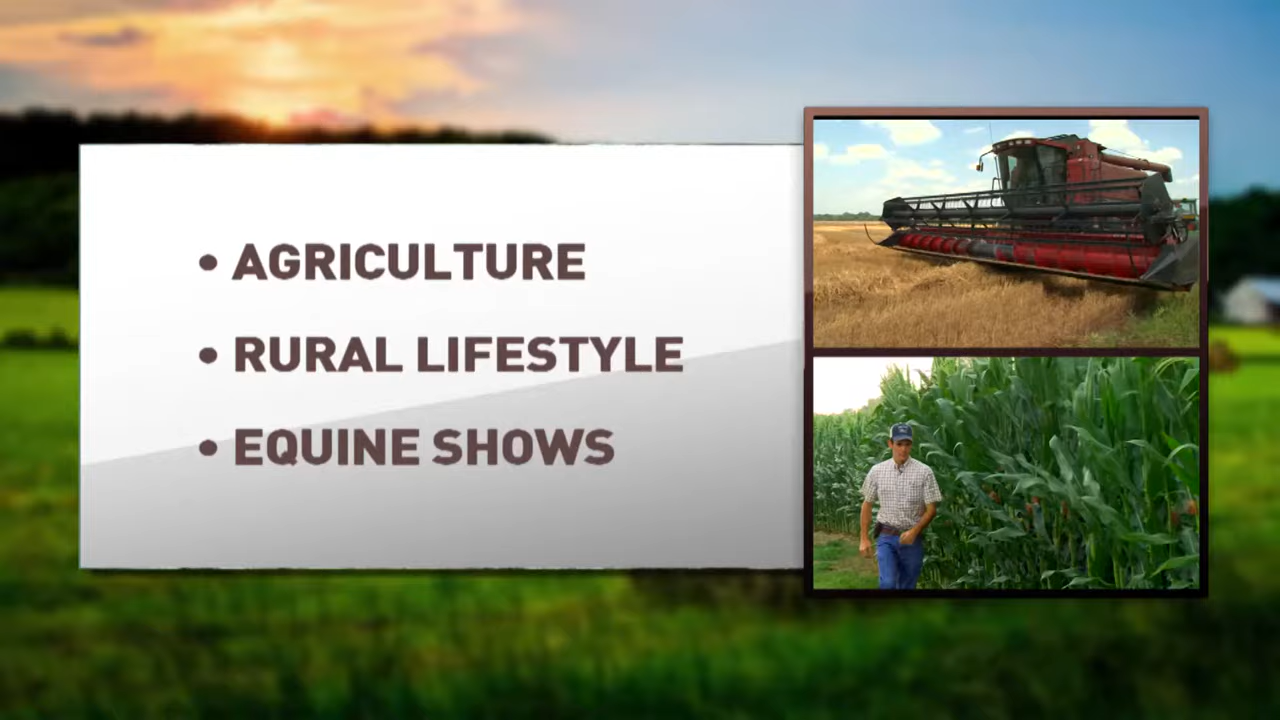 • AGRICULTURE
• RURAL LIFESTYLE
• EQUINE SHOWS